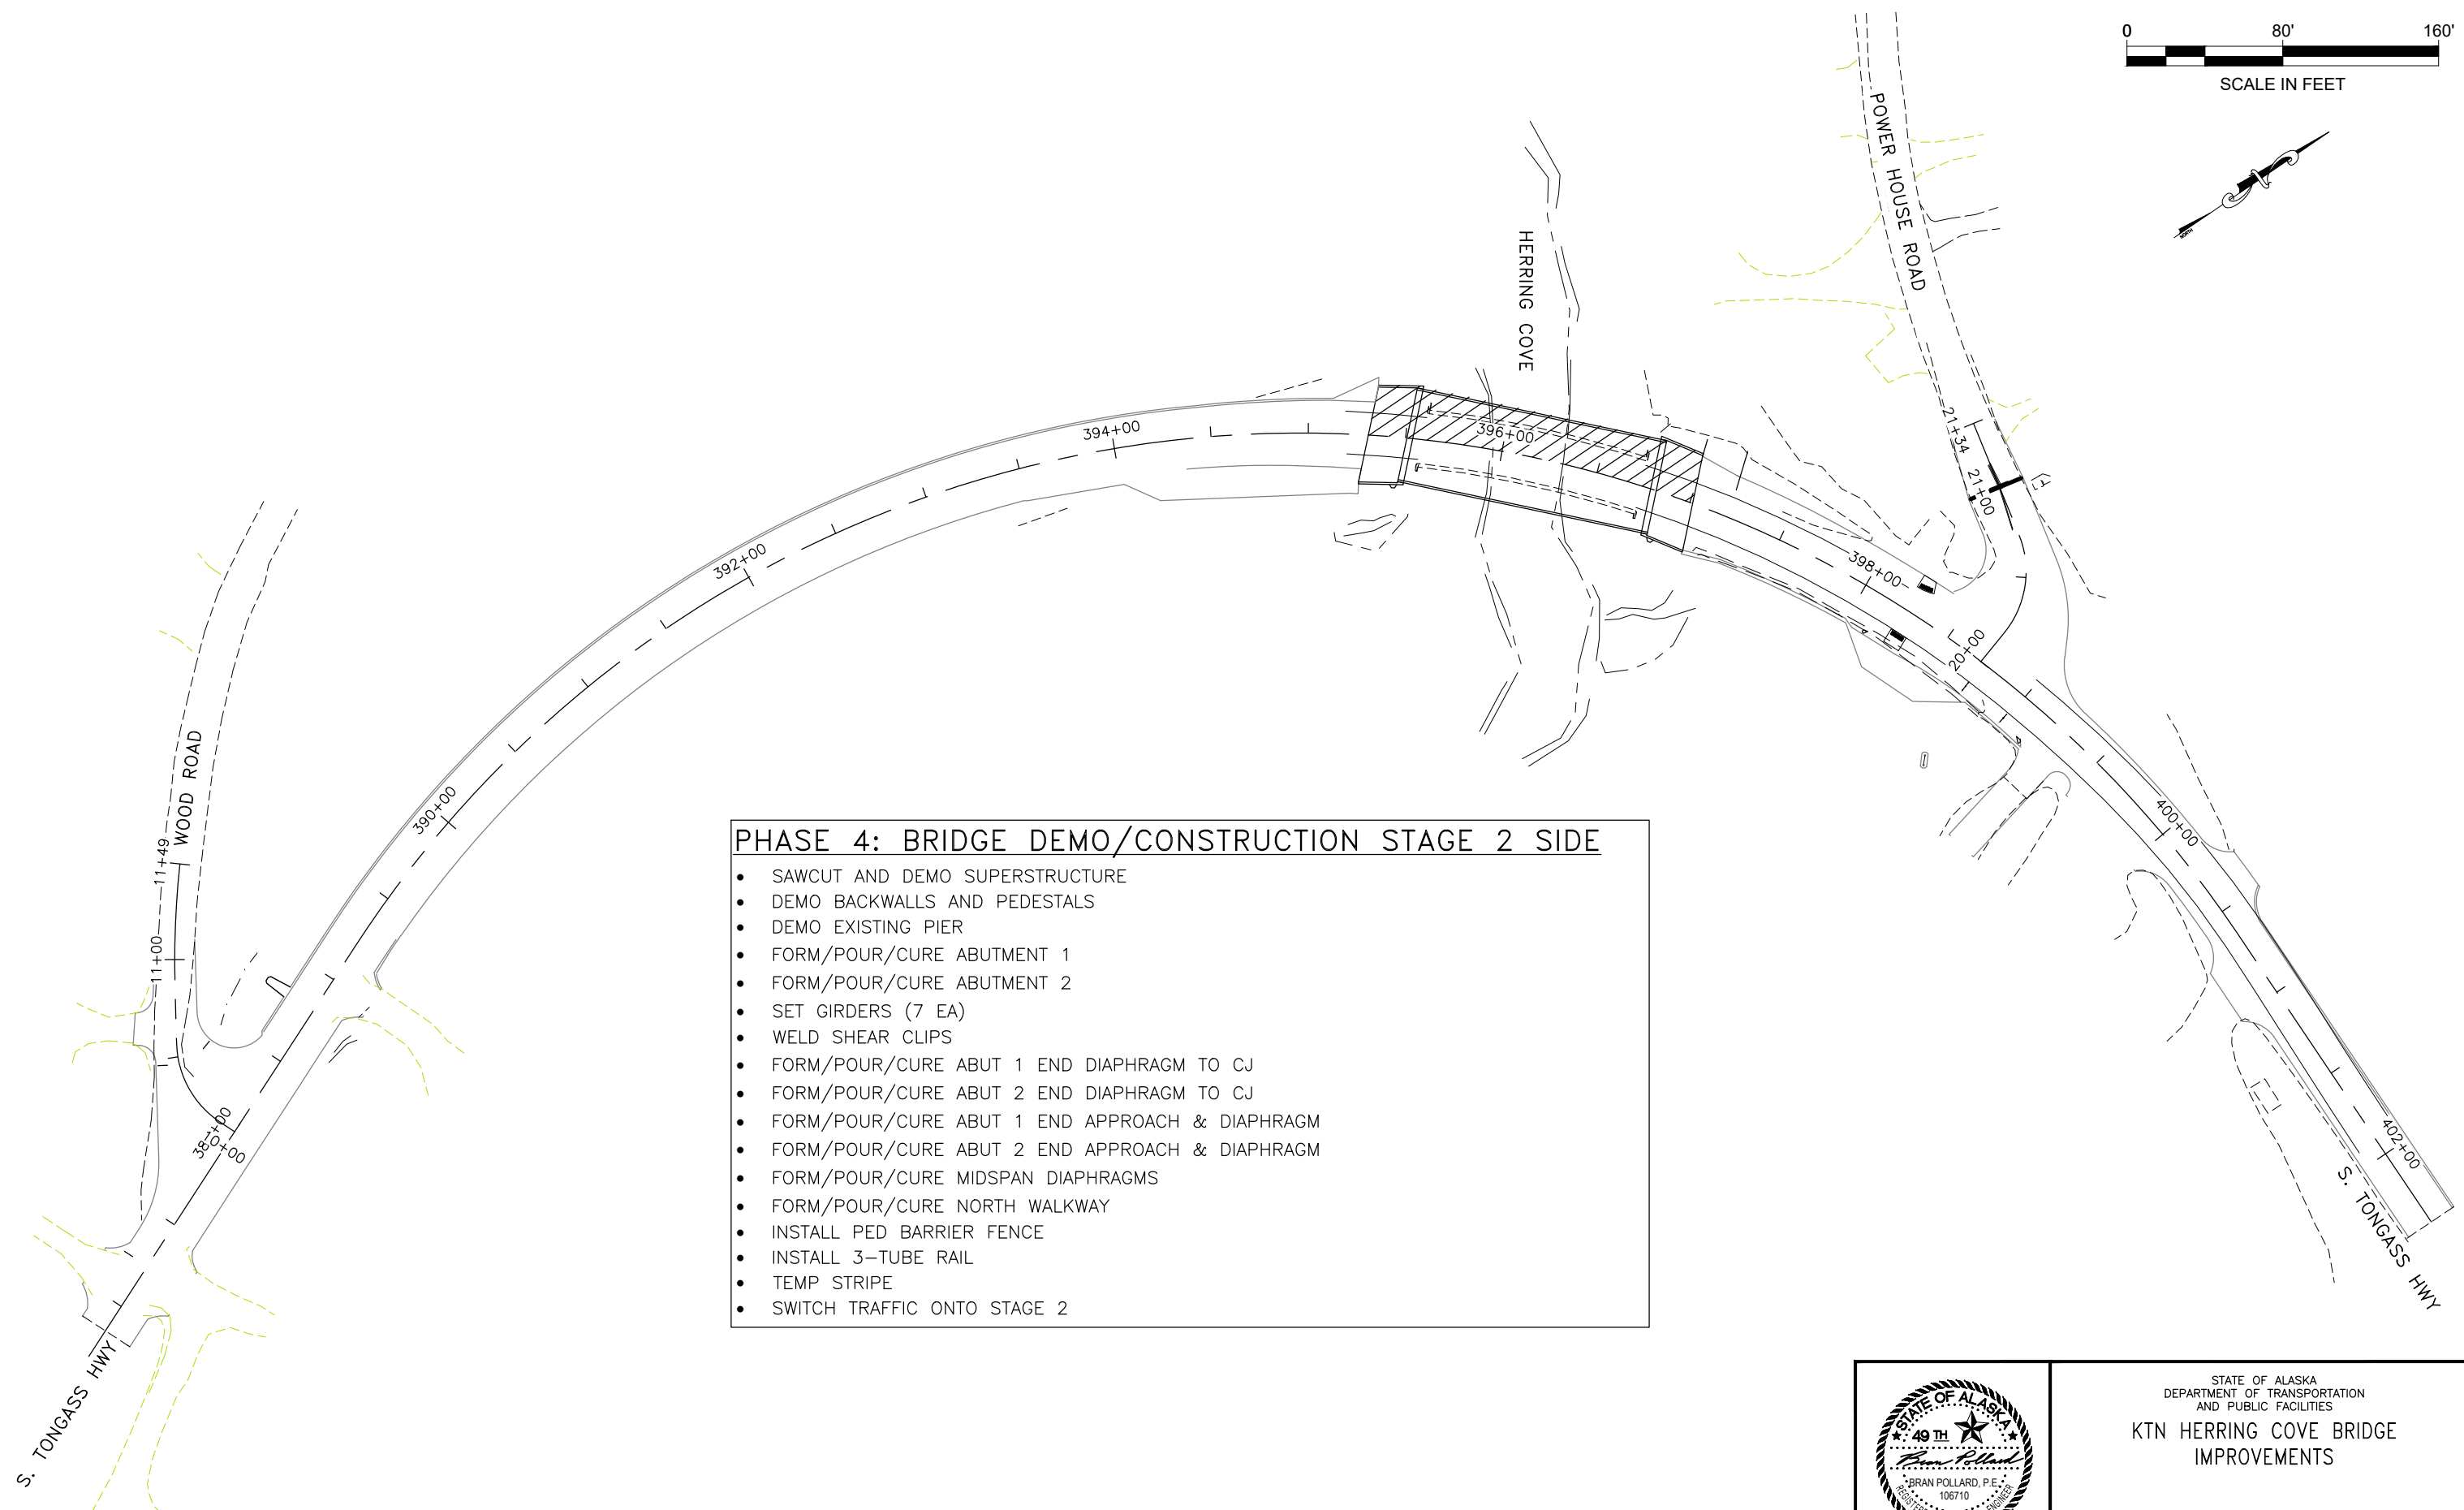 0 80' 160'
SCALE IN FEET
NORTH
POWER HOUSE ROAD
HERRING COVE
21+34
21+00
20+00
394+00
396+00
398+00
392+00
390+00
400+00
402+00
WOOD ROAD
11+49
11+00
10+00
S. TONGASS HWY
S. TONGASS HWY
PHASE 4: BRIDGE DEMO/CONSTRUCTION STAGE 2 SIDE
• SAWCUT AND DEMO SUPERSTRUCTURE
• DEMO BACKWALLS AND PEDESTALS
• DEMO EXISTING PIER
• FORM/POUR/CURE ABUTMENT 1
• FORM/POUR/CURE ABUTMENT 2
• SET GIRDERS (7 EA)
• WELD SHEAR CLIPS
• FORM/POUR/CURE ABUT 1 END DIAPHRAGM TO CJ
• FORM/POUR/CURE ABUT 2 END DIAPHRAGM TO CJ
• FORM/POUR/CURE ABUT 1 END APPROACH & DIAPHRAGM
• FORM/POUR/CURE ABUT 2 END APPROACH & DIAPHRAGM
• FORM/POUR/CURE MIDSPAN DIAPHRAGMS
• FORM/POUR/CURE NORTH WALKWAY
• INSTALL PED BARRIER FENCE
• INSTALL 3-TUBE RAIL
• TEMP STRIPE
• SWITCH TRAFFIC ONTO STAGE 2
STATE OF ALASKA
49 TH
Bran Pollard
BRAN POLLARD, P.E.
106710
STATE OF ALASKA
DEPARTMENT OF TRANSPORTATION
AND PUBLIC FACILITIES
KTN HERRING COVE BRIDGE
IMPROVEMENTS